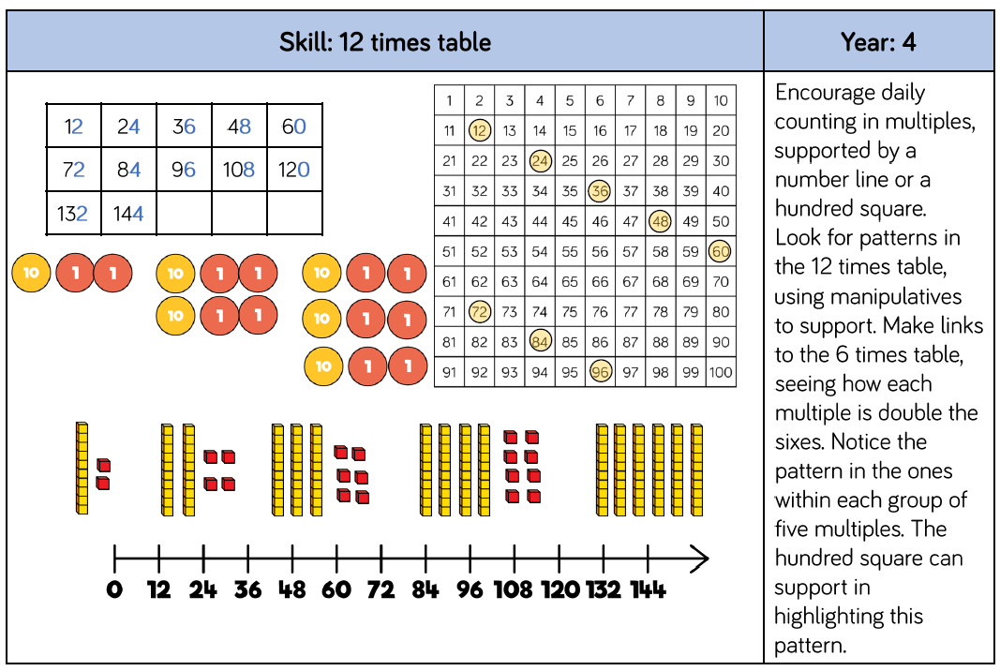 Skill: 12 times table
Year: 4
12 24 36 48 60
72 84 96 108 120
132 144
1 2 3 4 5 6 7 8 9 10
11 12 13 14 15 16 17 18 19 20
21 22 23 24 25 26 27 28 29 30
31 32 33 34 35 36 37 38 39 40
41 42 43 44 45 46 47 48 49 50
51 52 53 54 55 56 57 58 59 60
61 62 63 64 65 66 67 68 69 70
71 72 73 74 75 76 77 78 79 80
81 82 83 84 85 86 87 88 89 90
91 92 93 94 95 96 97 98 99 100
10 1 1 10 1 1 10 1 1
10 1 1 10 1 1
10 1 1
0 12 24 36 48 60 72 84 96 108 120 132 144
Encourage daily
counting in multiples,
supported by a
number line or a
hundred square.
Look for patterns in
the 12 times table,
using manipulatives
to support. Make links
to the 6 times table,
seeing how each
multiple is double the
sixes. Notice the
pattern in the ones
within each group of
five multiples. The
hundred square can
support in
highlighting this
pattern.